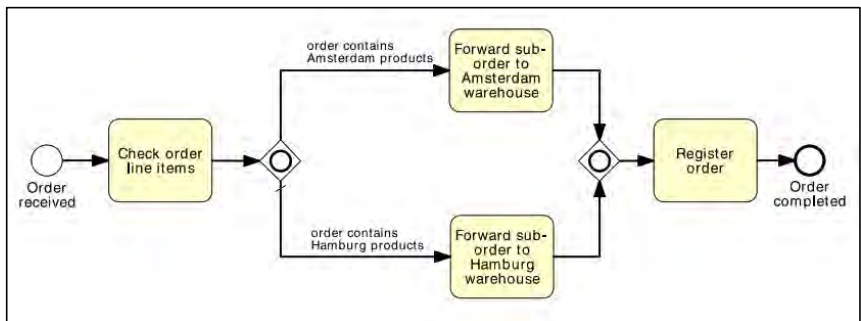 Order
received
Check order
line items
order contains
Amsterdam products
Forward sub-
order to
Amsterdam
warehouse
order contains
Hamburg products
Forward sub-
order to
Hamburg
warehouse
Register
order
Order
completed